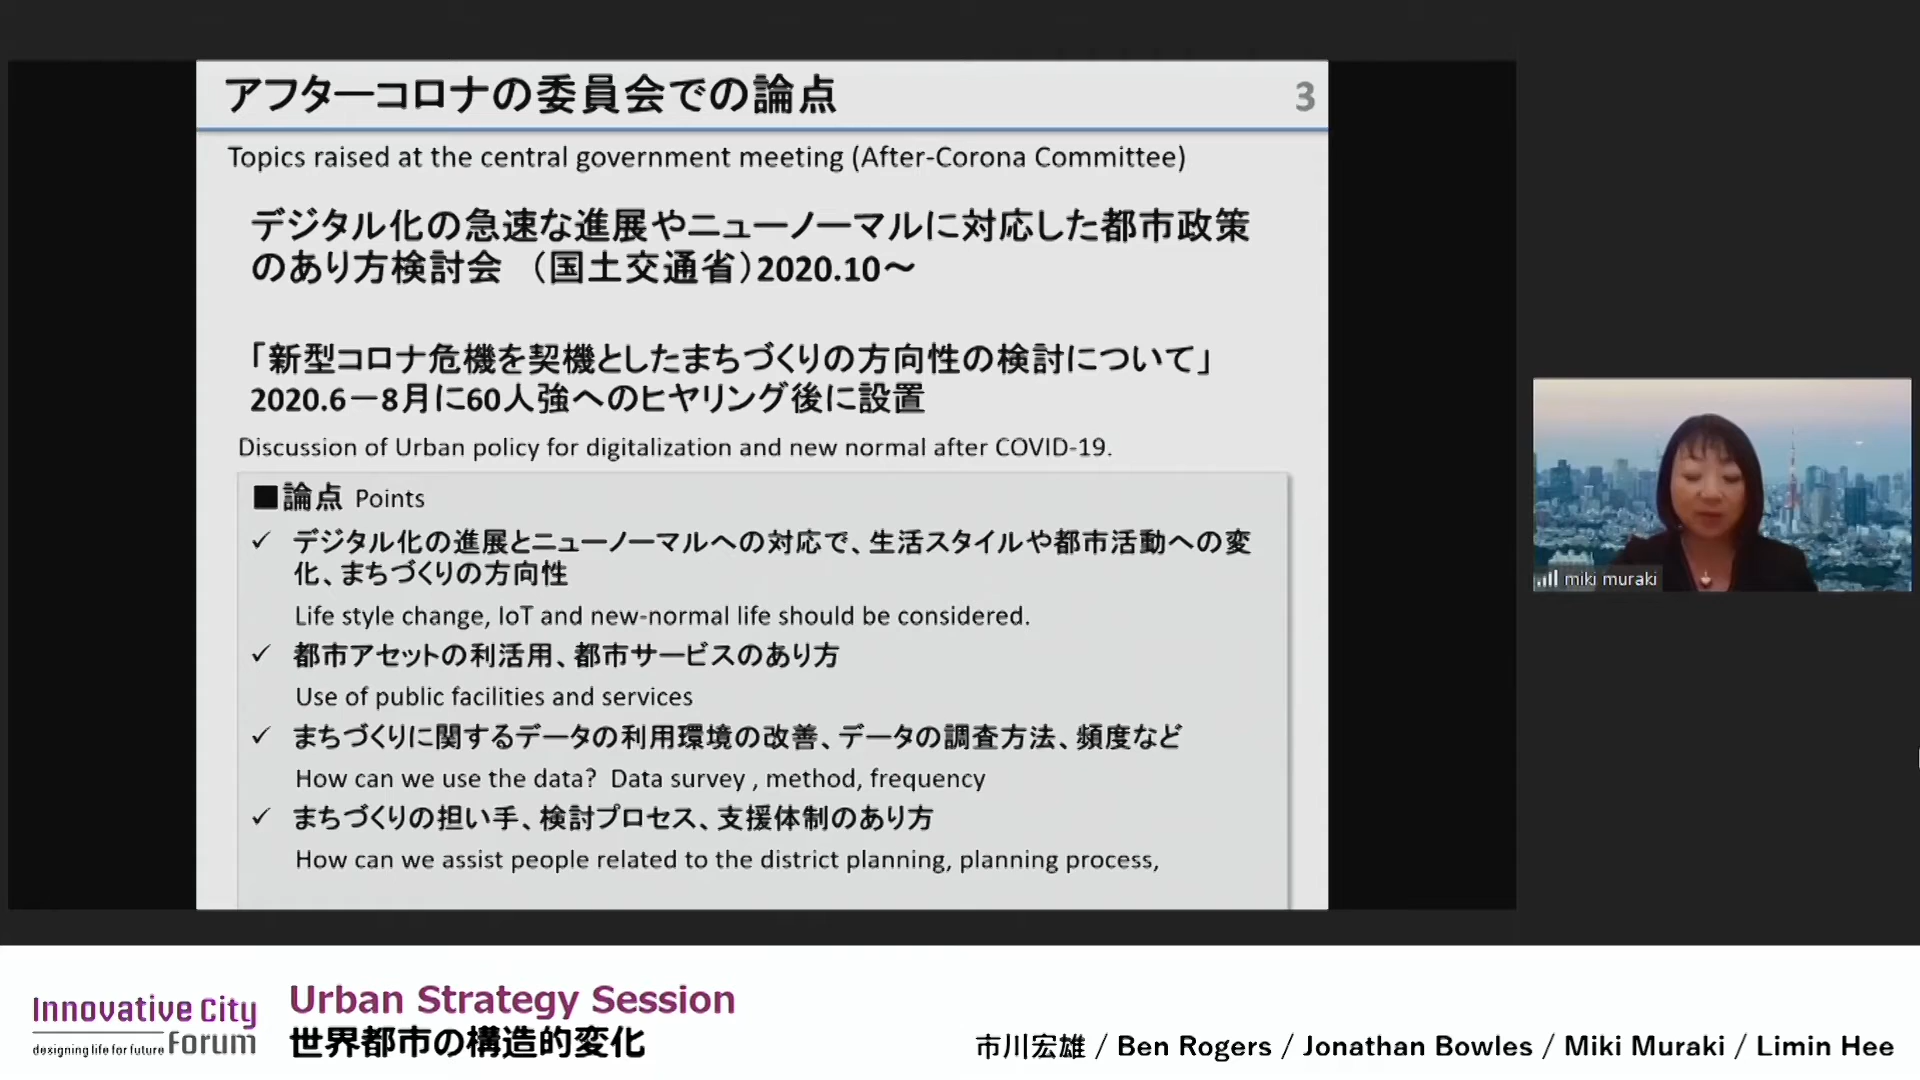 アフターコロナの委員会での論点
3
Topics raised at the central government meeting (After-Corona Committee)
デジタル化の急速な進展やニューノーマルに対応した都市政策
のあり方検討会 （国土交通省）2020.10～
「新型コロナ危機を契機としたまちづくりの方向性の検討について」
2020.6－8月に60人強へのヒヤリング後に設置
Discussion of Urban policy for digitalization and new normal after COVID-19.
■論点 Points
✓ デジタル化の進展とニューノーマルへの対応で、生活スタイルや都市活動への変
化、まちづくりの方向性
Life style change, IoT and new-normal life should be considered.
✓ 都市アセットの利活用、都市サービスのあり方
Use of public facilities and services
✓ まちづくりに関するデータの利用環境の改善、データの調査方法、頻度など
How can we use the data? Data survey , method, frequency
✓ まちづくりの担い手、検討プロセス、支援体制のあり方
How can we assist people related to the district planning, planning process,
miki muraki
Innovative City
designing life for future Forum
Urban Strategy Session
世界都市の構造的変化
市川宏雄 / Ben Rogers / Jonathan Bowles / Miki Muraki / Limin Hee